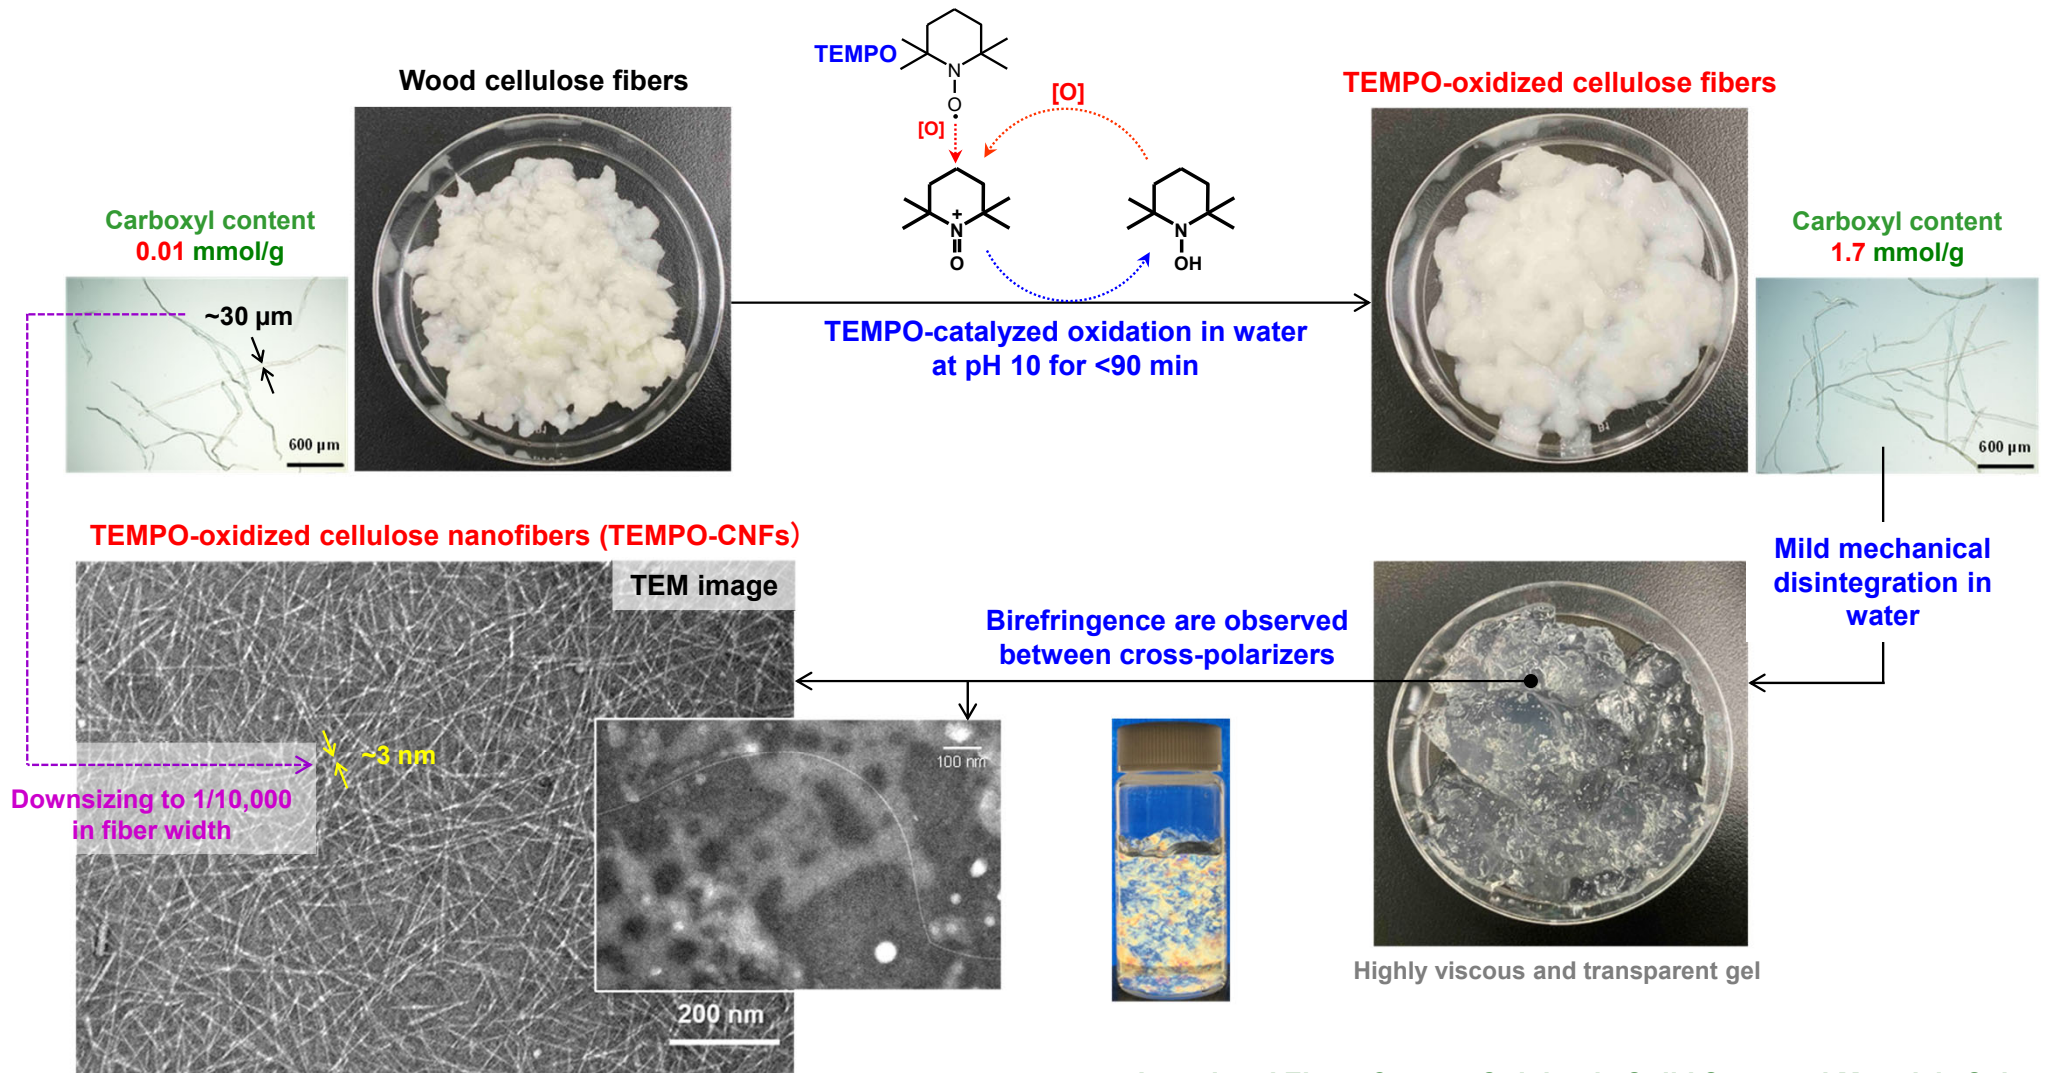 TEMPO
N
O
[O]
[O]
N
+
O
N
OH
Wood cellulose fibers
TEMPO-oxidized cellulose fibers
Carboxyl content
0.01 mmol/g
~30 µm
600 µm
TEMPO-catalyzed oxidation in water
at pH 10 for <90 min
Carboxyl content
1.7 mmol/g
600 µm
TEMPO-oxidized cellulose nanofibers (TEMPO-CNFs)
TEM image
Mild mechanical
disintegration in
water
Birefringence are observed
between cross-polarizers
~3 nm
100 nm
Downsizing to 1/10,000
in fiber width
200 nm
Highly viscous and transparent gel